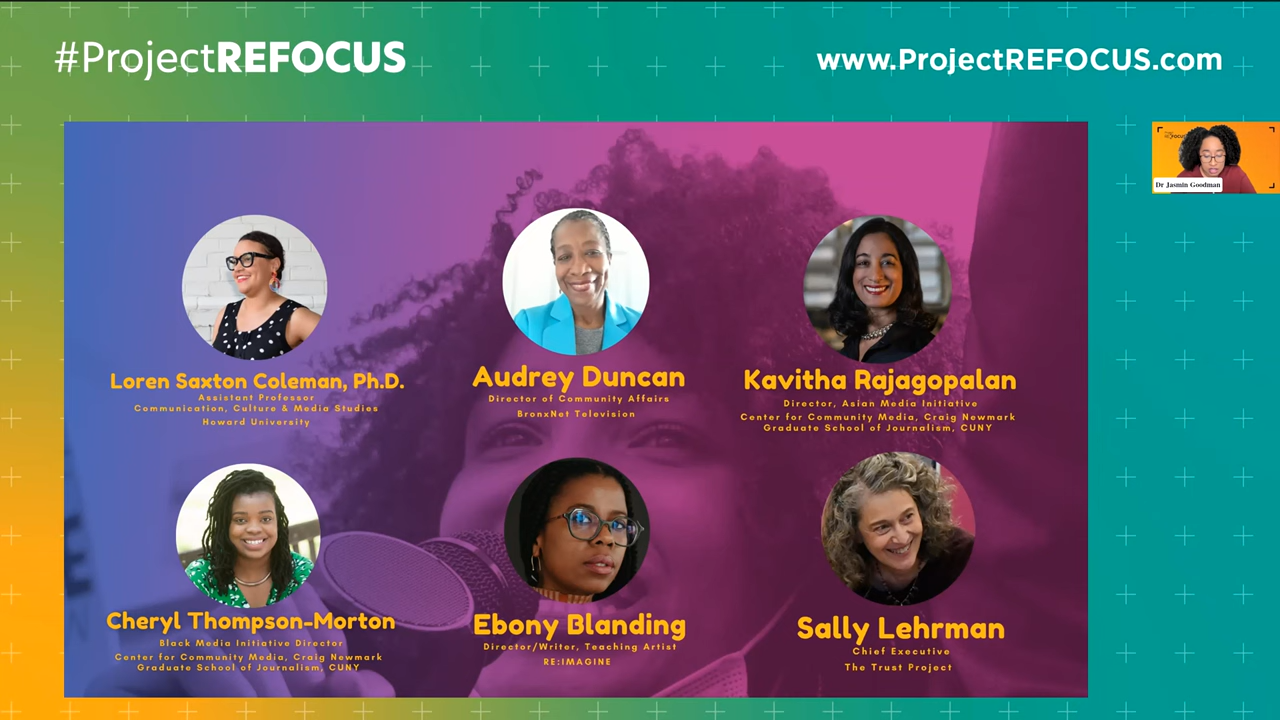 #ProjectREFOCUS
www.ProjectREFOCUS.com
Dr Jasmin Goodman
Loren Saxton Coleman, Ph.D.
Assistant Professor
Communication, Culture & Media Studies
Howard University
Audrey Duncan
Director of Community Affairs
BronxNet Television
Kavitha Rajagopalan
Director, Asian Media Initiative
Center for Community Media, Craig Newmark
Graduate School of Journalism, CUNY
Cheryl Thompson-Morton
Black Media Initiative Director
Center for Community Media, Craig Newmark
Graduate School of Journalism, CUNY
Ebony Blanding
Director/Writer, Teaching Artist
RE:IMAGINE
Sally Lehrman
Chief Executive
The Trust Project